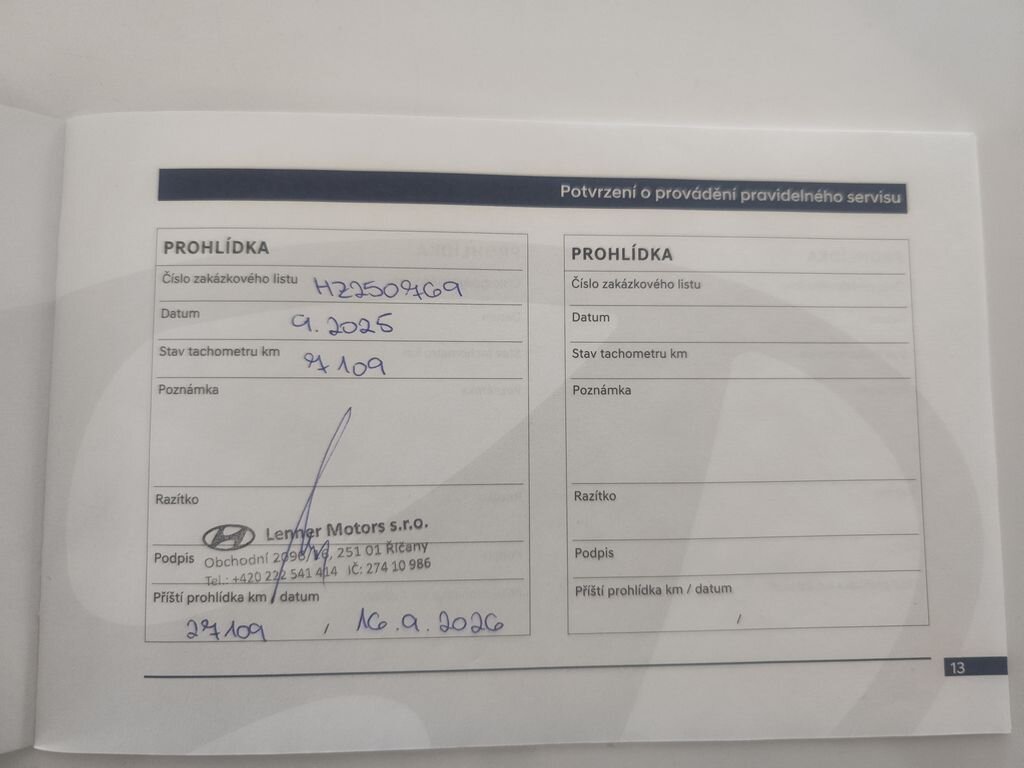 Potvrzení o provádění pravidelného servisu
PROHLÍDKA
Číslo zakázkového listu HZ250769
Datum 9.2025
Stav tachometru km 7109
Poznámka
Razítko
Lenner Motors s.r.o.
Podpis Obchodní 2096/16, 251 01 Říčany
Tel.: +420 222 541 414 IČ: 274 10 986
Příští prohlídka km / datum
27109 / 16.9.2026
PROHLÍDKA
Číslo zakázkového listu
Datum
Stav tachometru km
Poznámka
Razítko
Podpis
Příští prohlídka km / datum
/
13